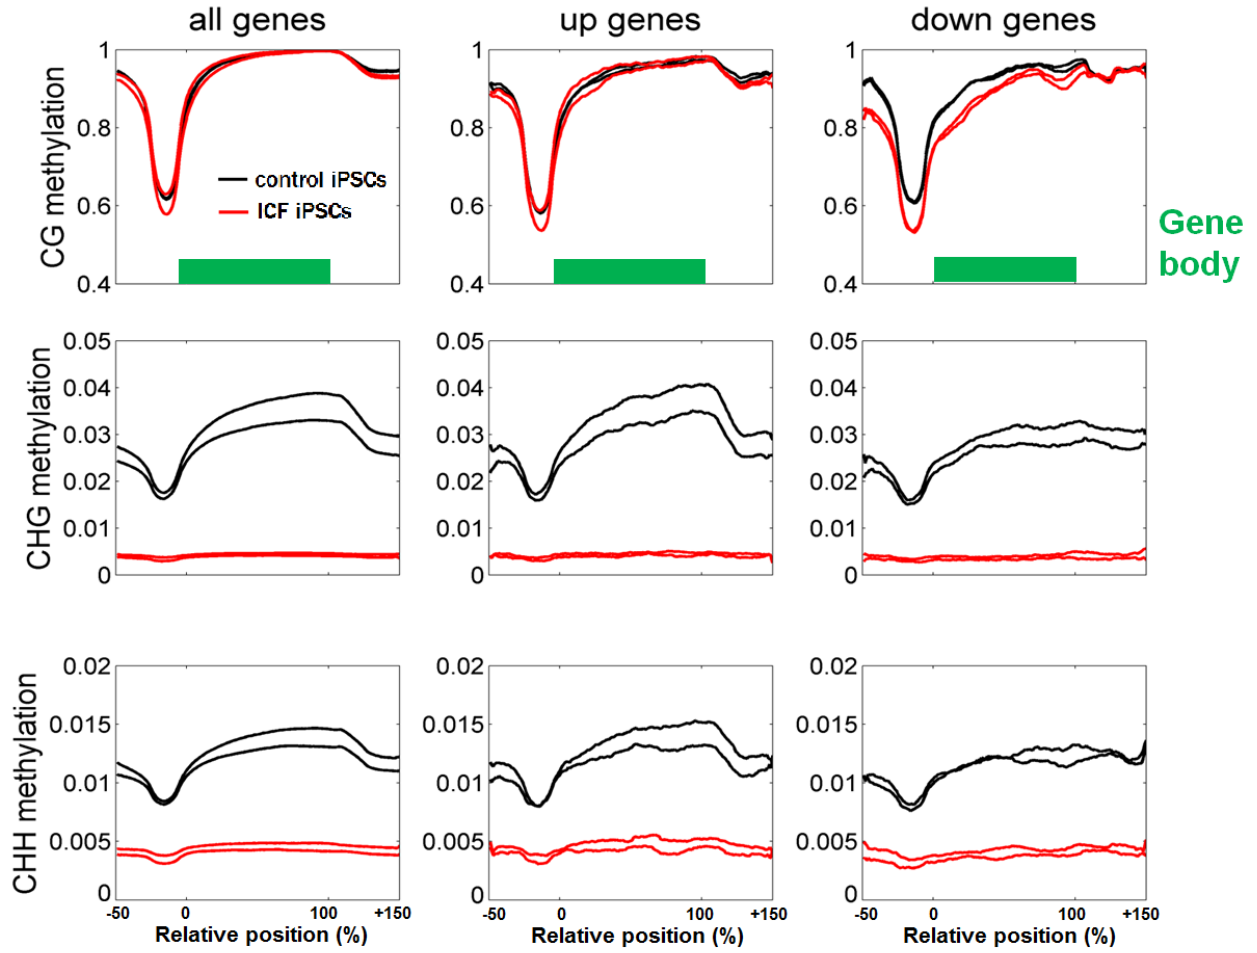 all genes up genes down genes
CG methylation
1 0.8 0.6 0.4
control iPSCs
ICF iPSCs
1 0.8 0.6 0.4
1 0.8 0.6 0.4
Gene
body
CHG methylation
0.05 0.04 0.03 0.02 0.01 0
0.05 0.04 0.03 0.02 0.01 0
0.05 0.04 0.03 0.02 0.01 0
CHH methylation
0.02 0.015 0.01 0.005 0
0.02 0.015 0.01 0.005 0
0.02 0.015 0.01 0.005 0
-50 0 100 +150 -50 0 100 +150 -50 0 100 +150
Relative position (%) Relative position (%) Relative position (%)